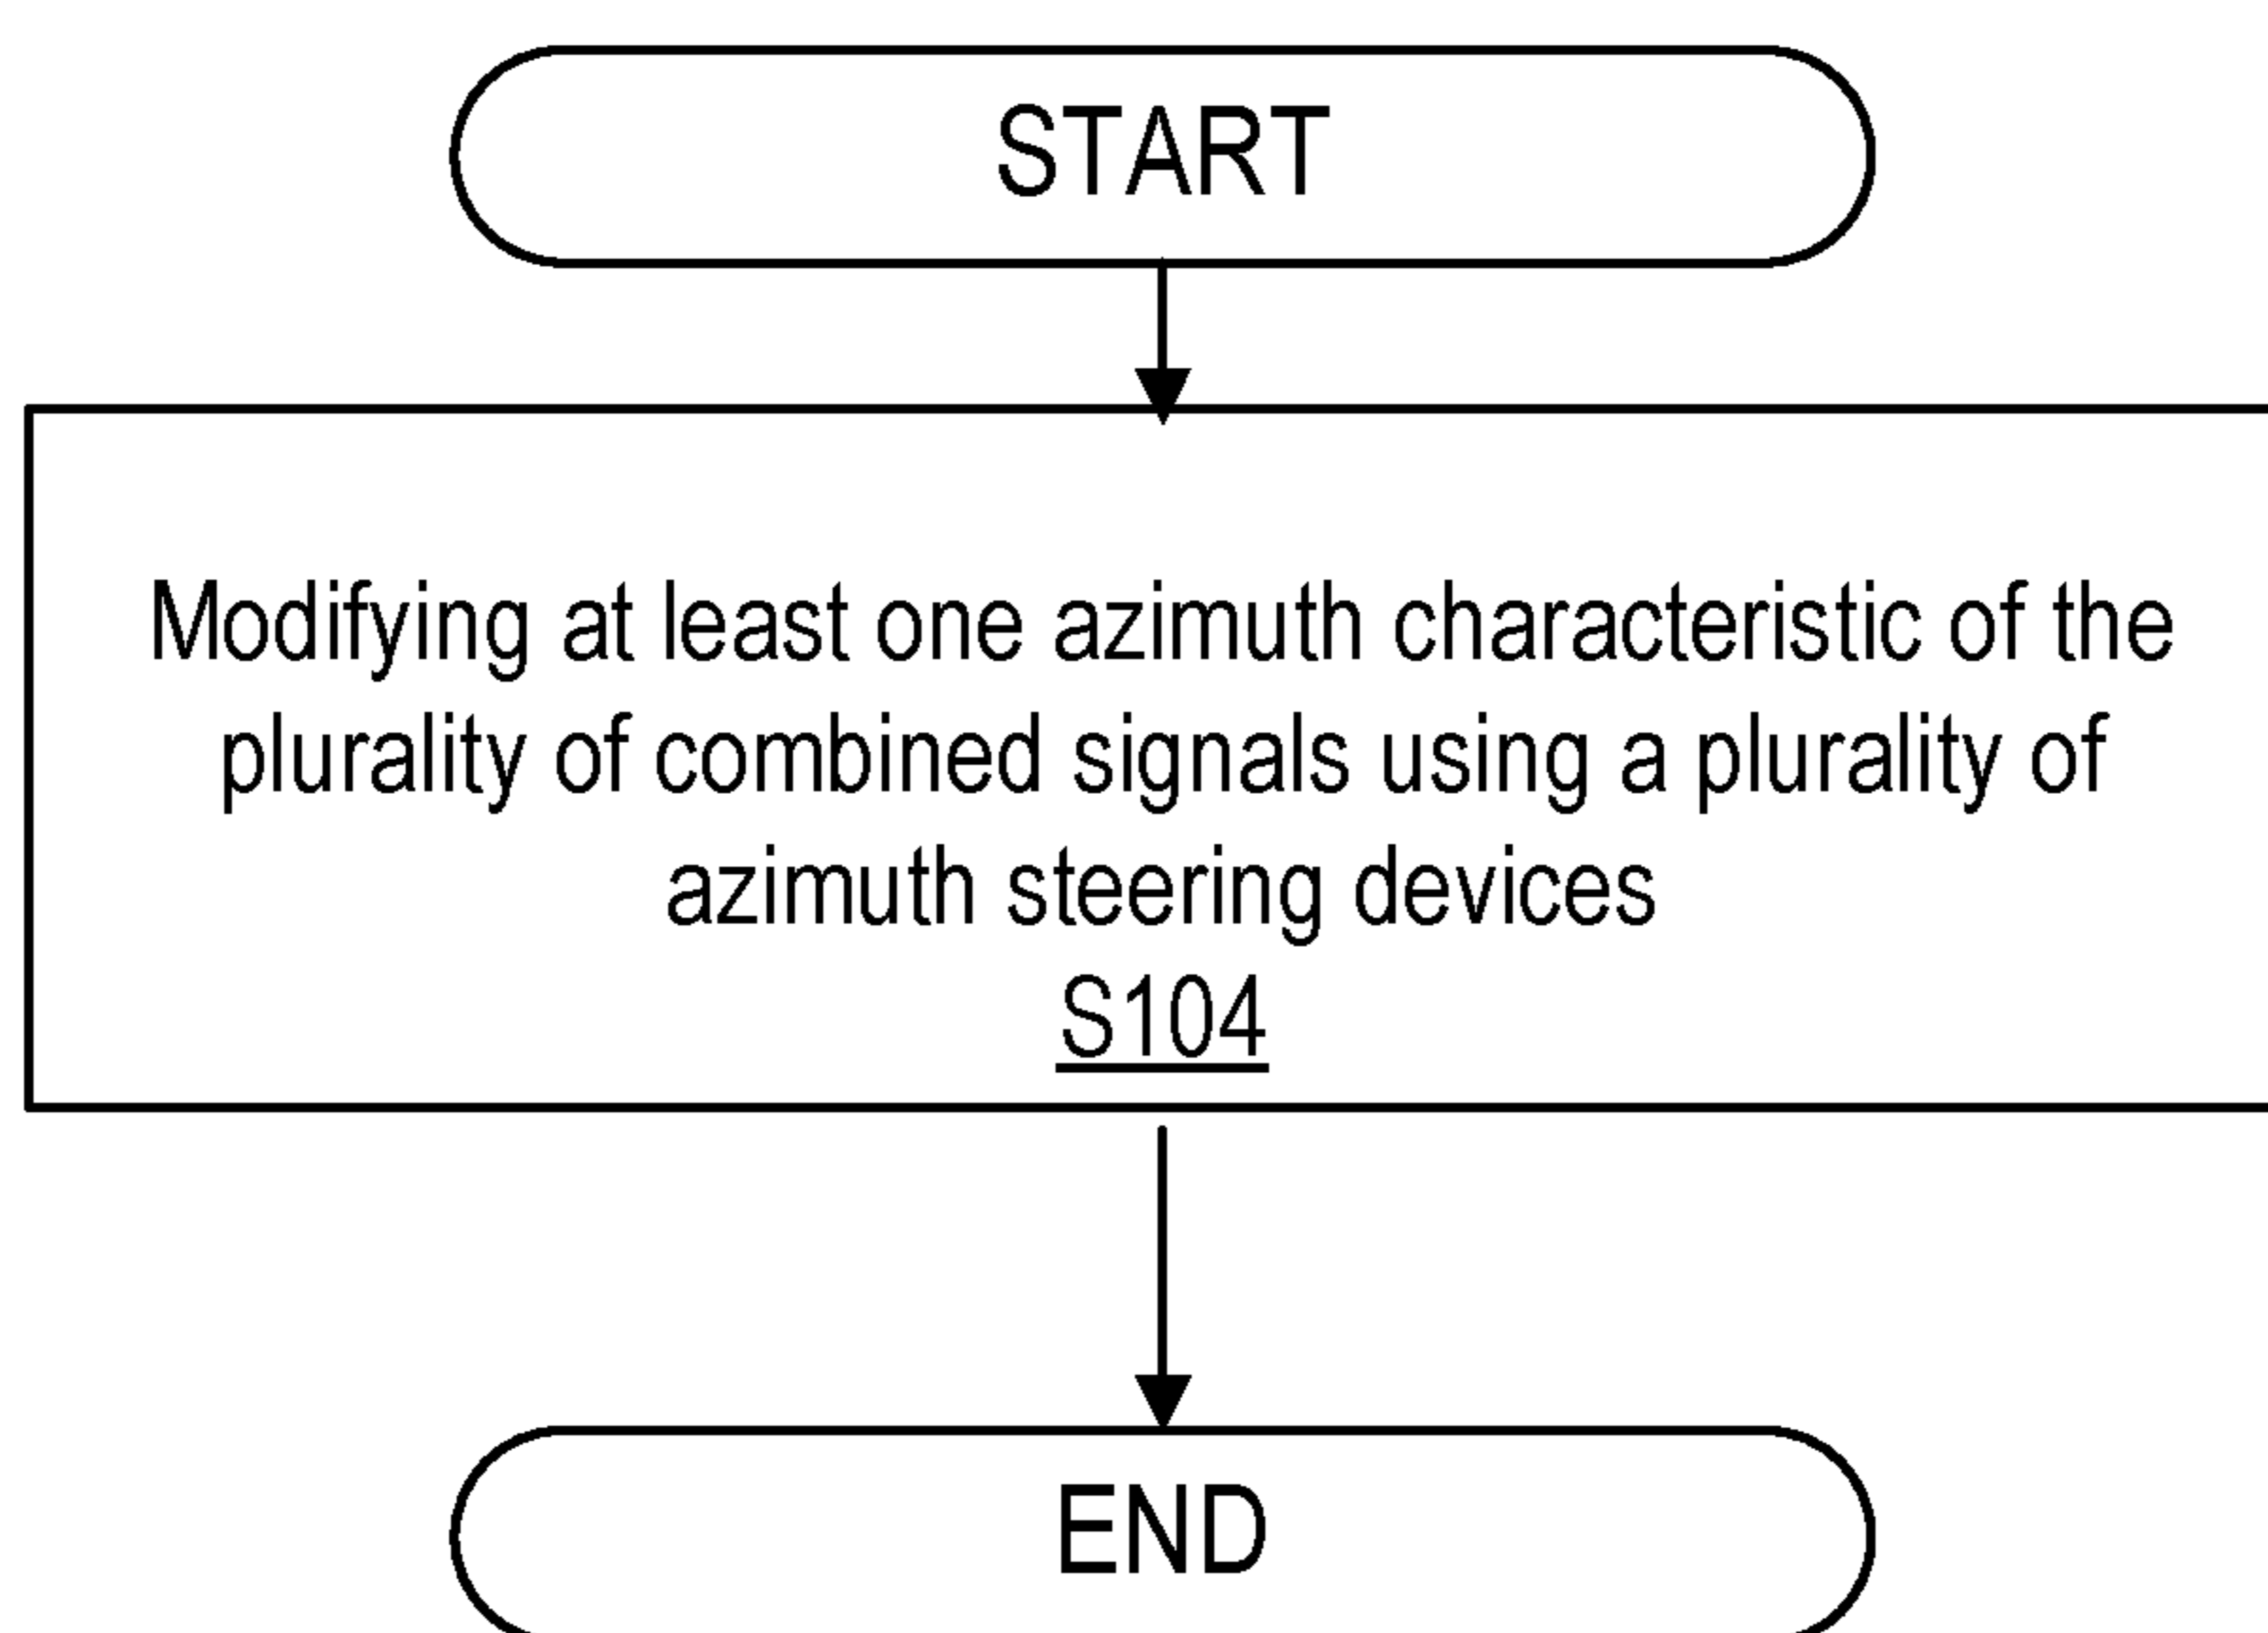 START
Modifying at least one azimuth characteristic of the
plurality of combined signals using a plurality of
azimuth steering devices
S104
END